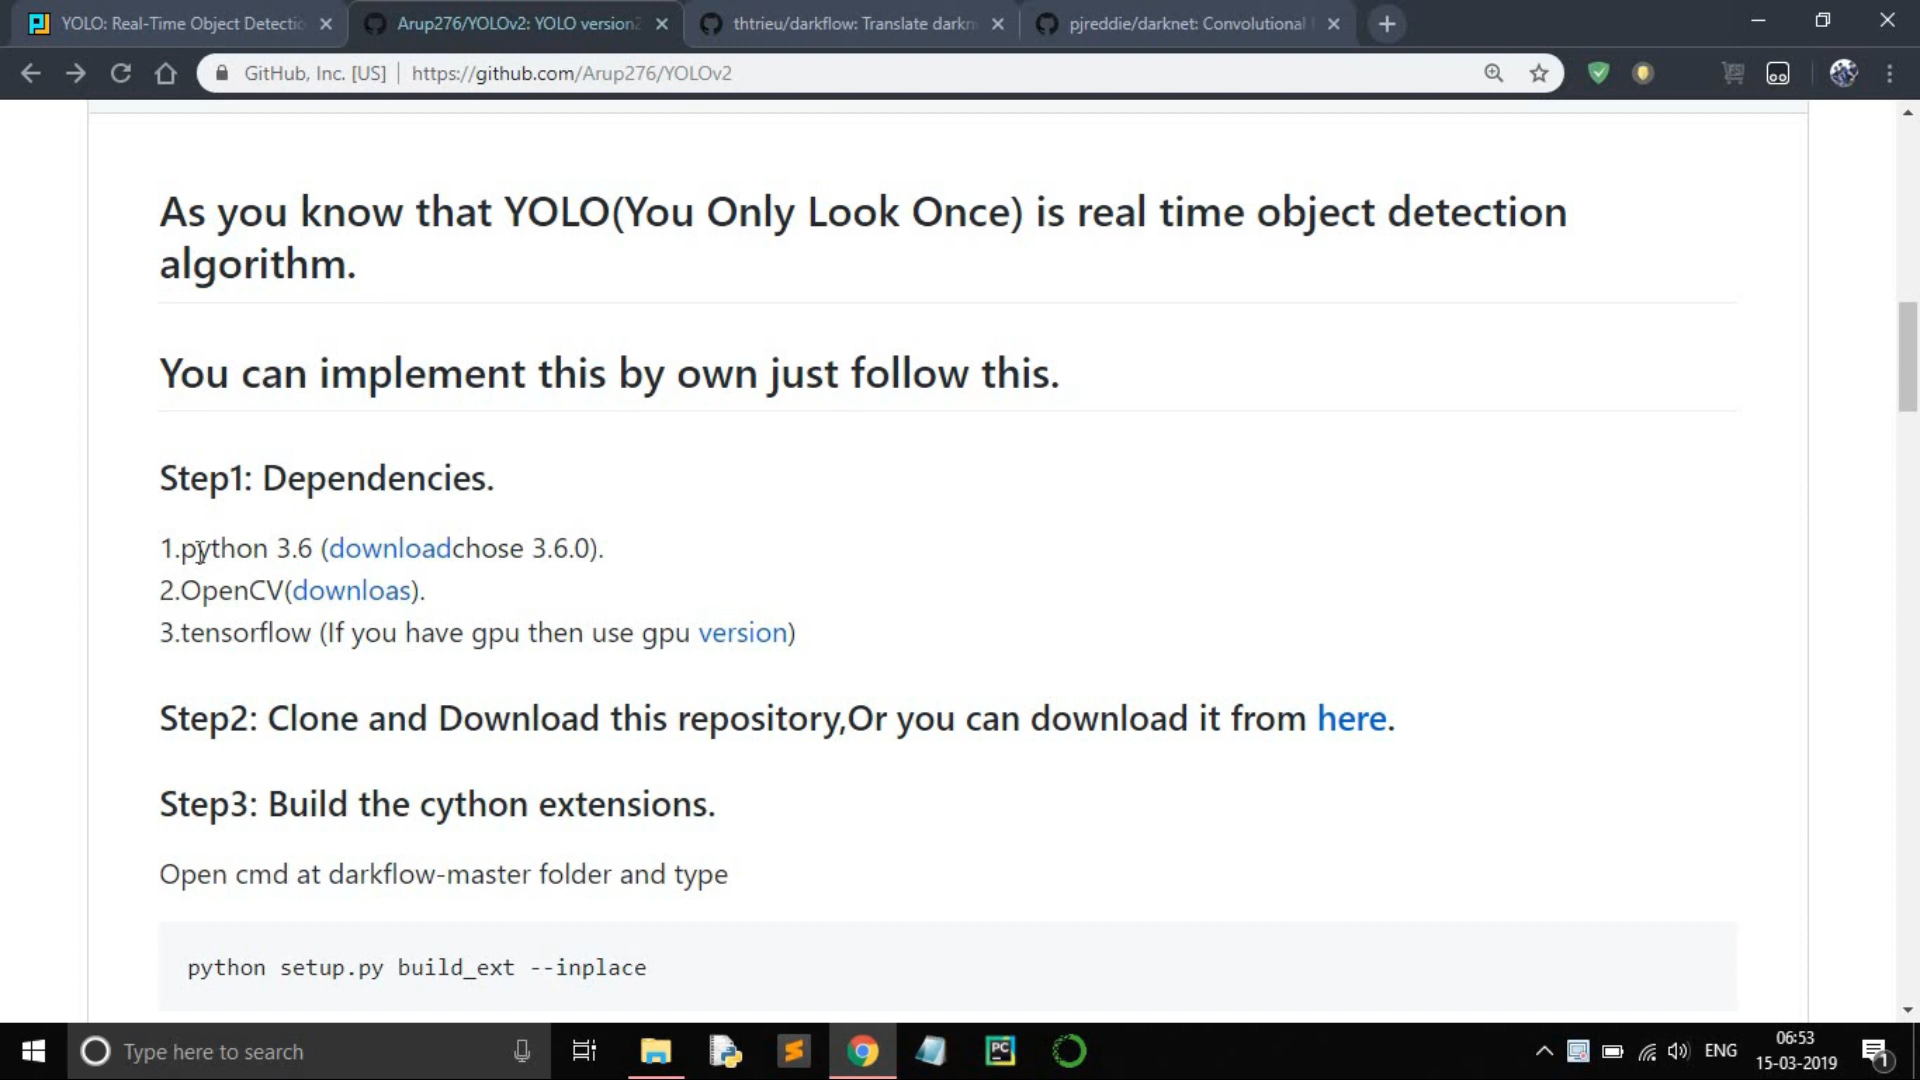 YOLO: Real-Time Object Detectio
Arup276/YOLOv2: YOLO version2
thtrieu/darkflow: Translate darkn
pjreddie/darknet: Convolutional
GitHub, Inc. [US] | https://github.com/Arup276/YOLOv2
As you know that YOLO(You Only Look Once) is real time object detection
algorithm.
You can implement this by own just follow this.
Step1: Dependencies.
1.python 3.6 (downloadchose 3.6.0).
2.OpenCV(downloas).
3.tensorflow (If you have gpu then use gpu version)
Step2: Clone and Download this repository,Or you can download it from here.
Step3: Build the cython extensions.
Open cmd at darkflow-master folder and type
python setup.py build_ext --inplace
Type here to search
PC
ENG
06:53
15-03-2019
1